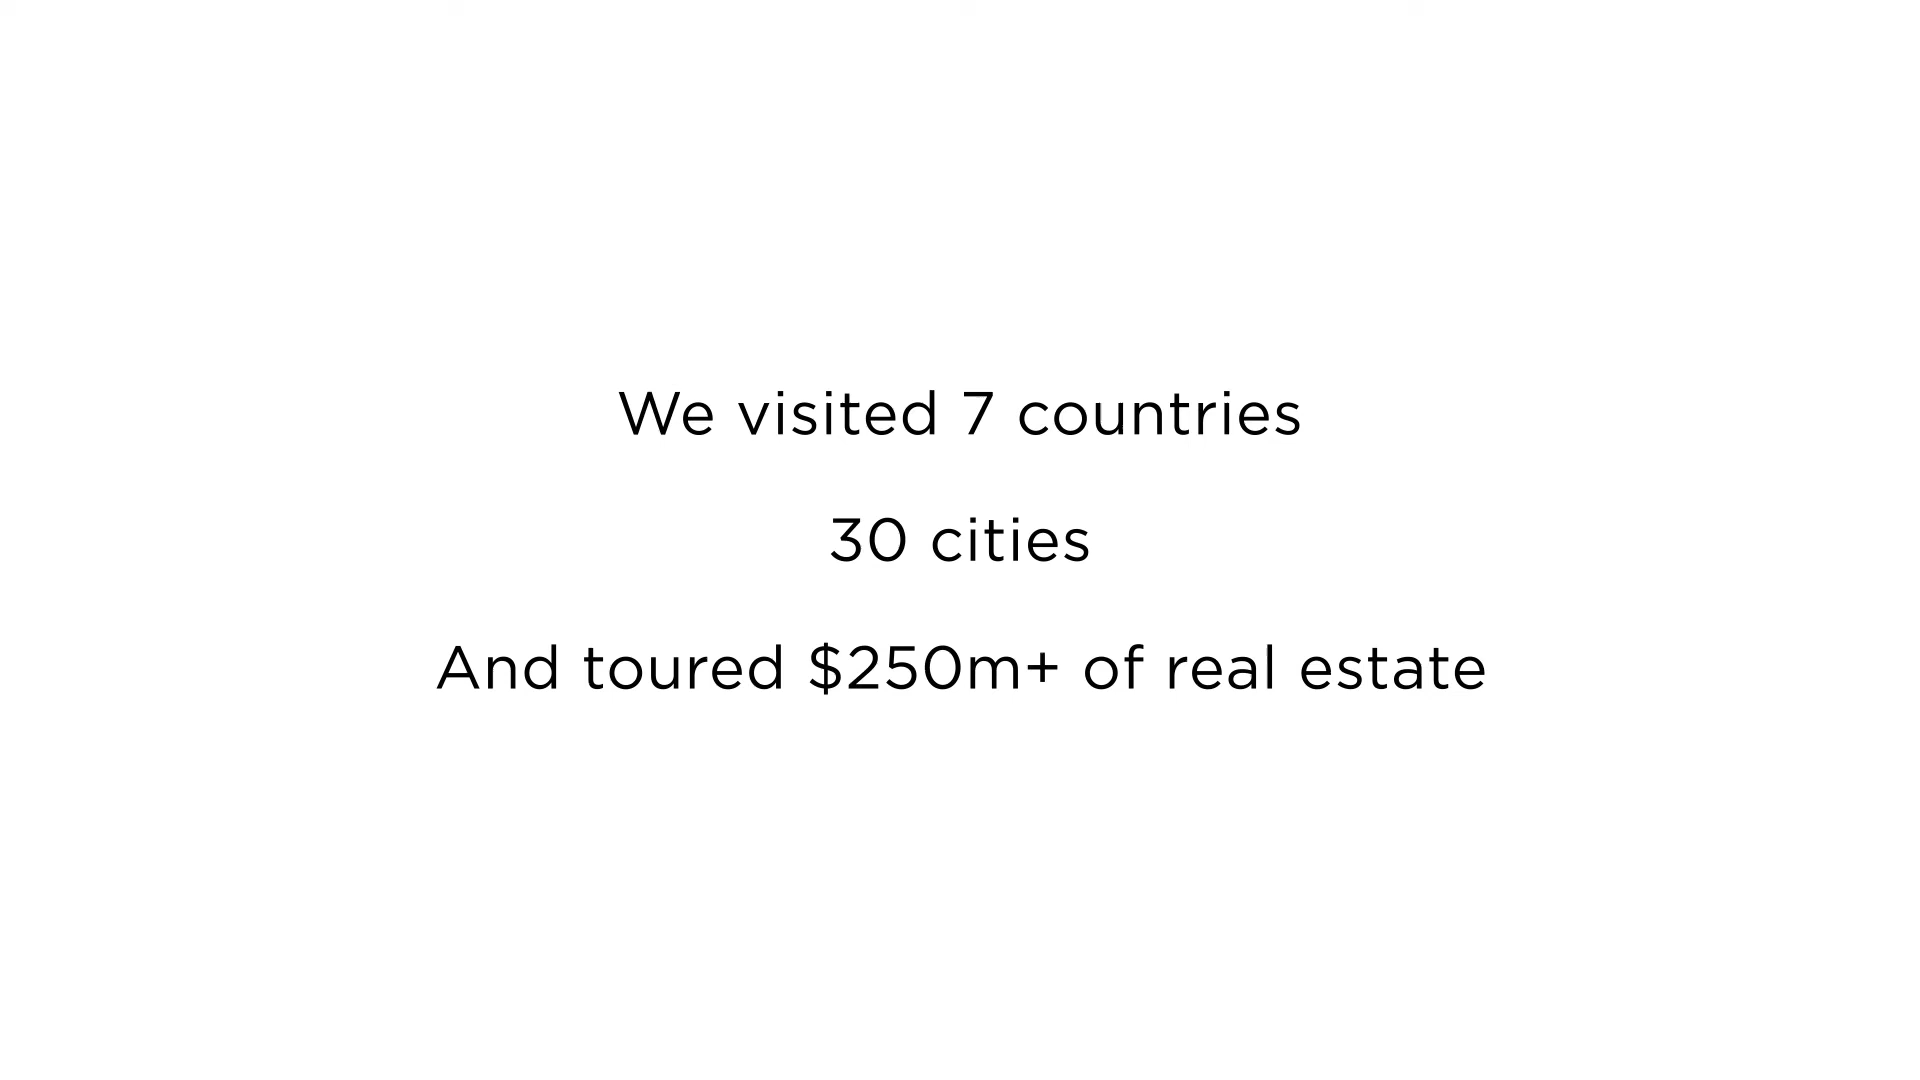 We visited 7 countries
30 cities
And toured $250m+ of real estate